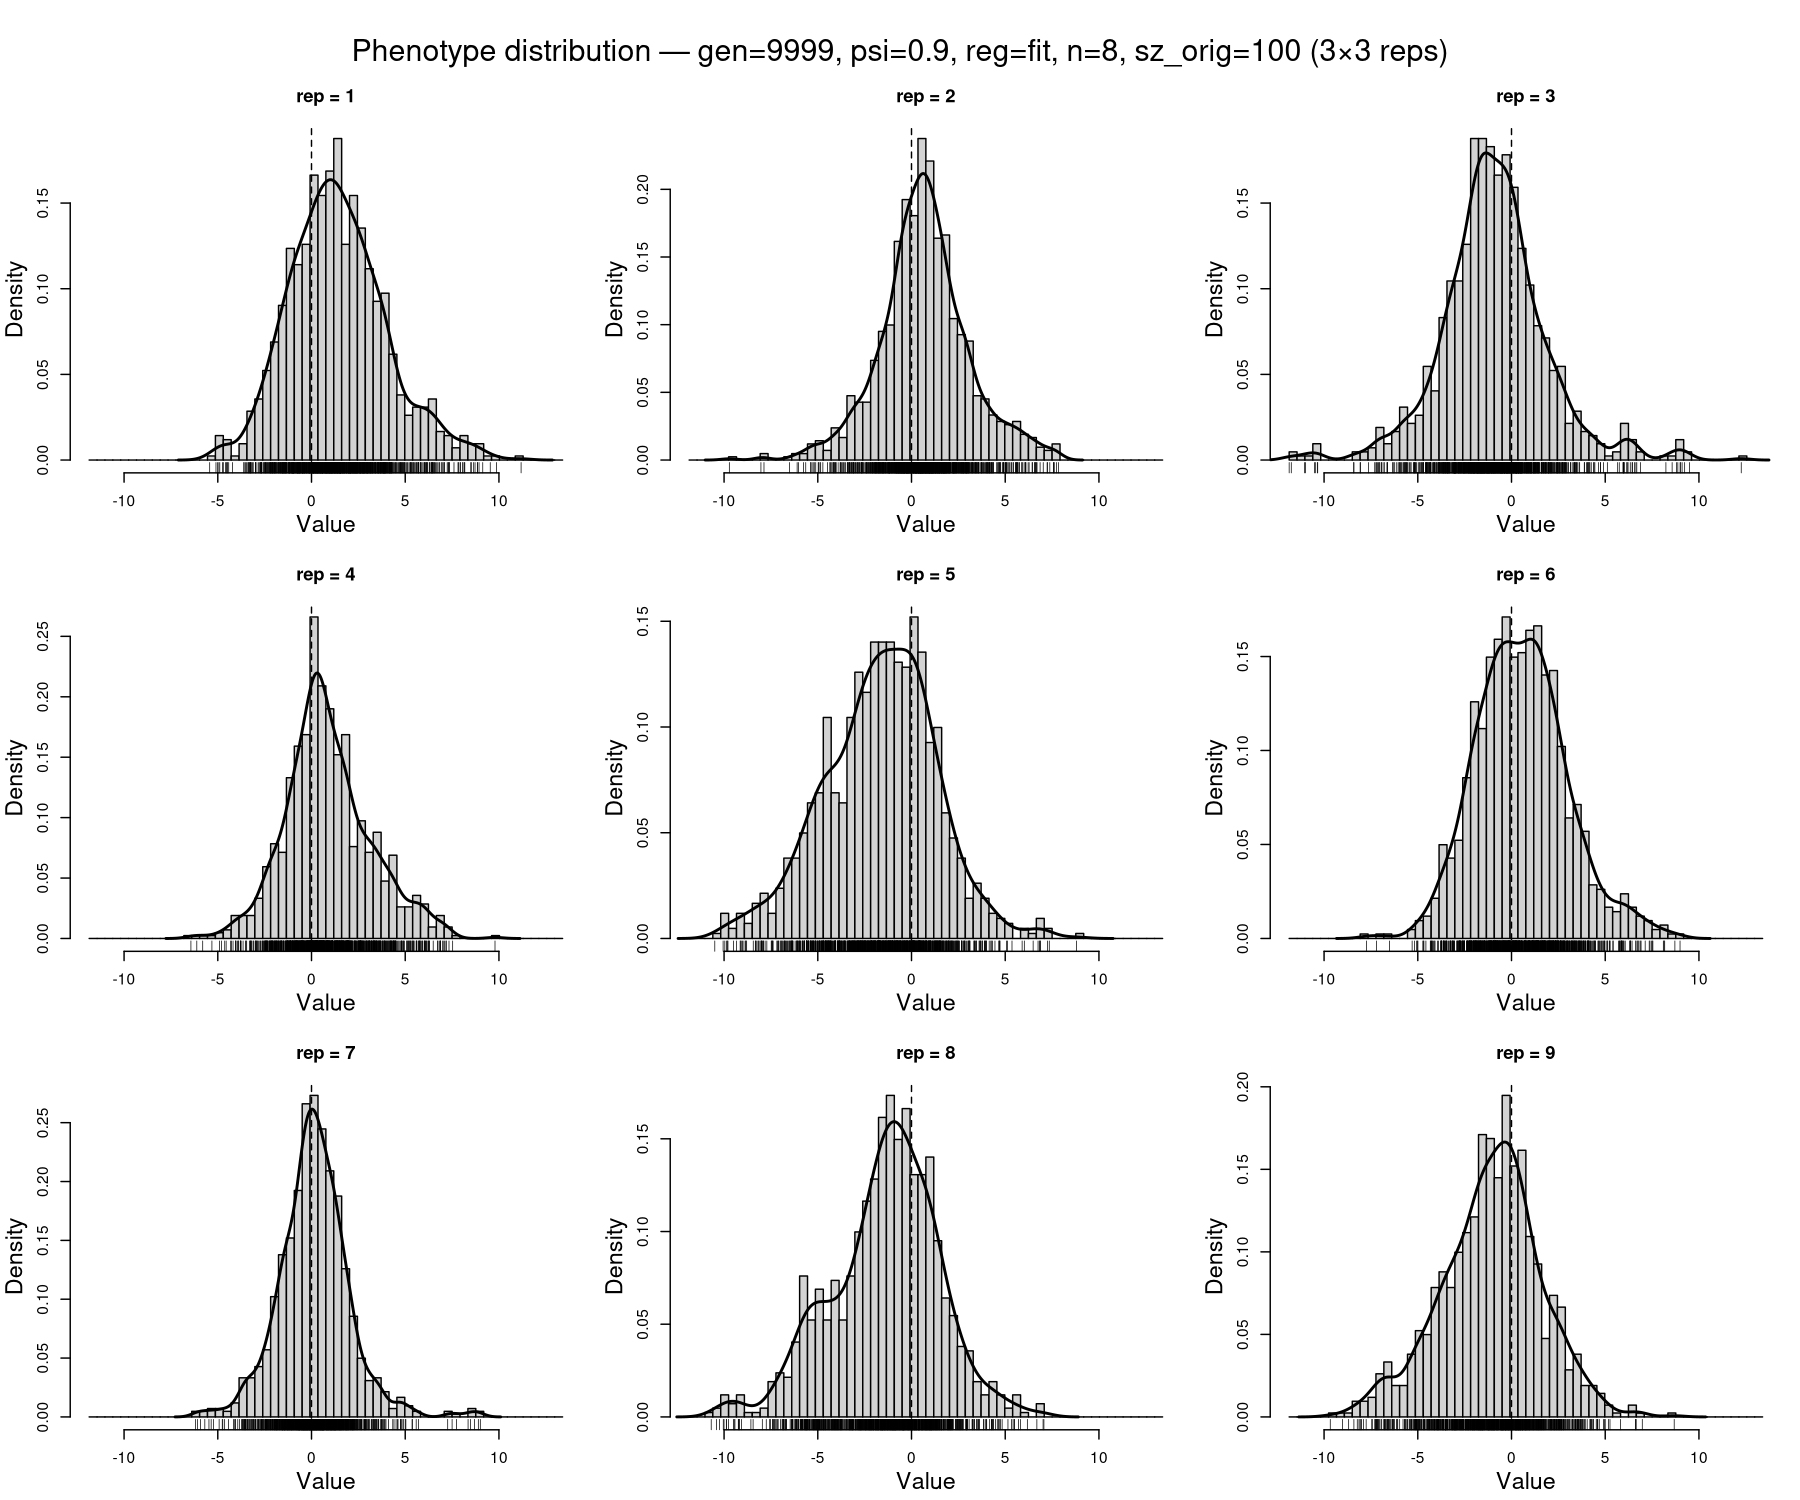 Phenotype distribution — gen=9999, psi=0.9, reg=fit, n=8, sz_orig=100 (3×3 reps)
rep = 1
Density
0.00 0.05 0.10 0.15
-10 -5 0 5 10
Value
rep = 2
Density
0.00 0.05 0.10 0.15 0.20
-10 -5 0 5 10
Value
rep = 3
Density
0.00 0.05 0.10 0.15
-10 -5 0 5 10
Value
rep = 4
Density
0.00 0.05 0.10 0.15 0.20 0.25
-10 -5 0 5 10
Value
rep = 5
Density
0.00 0.05 0.10 0.15
-10 -5 0 5 10
Value
rep = 6
Density
0.00 0.05 0.10 0.15
-10 -5 0 5 10
Value
rep = 7
Density
0.00 0.05 0.10 0.15 0.20 0.25
-10 -5 0 5 10
Value
rep = 8
Density
0.00 0.05 0.10 0.15
-10 -5 0 5 10
Value
rep = 9
Density
0.00 0.05 0.10 0.15 0.20
-10 -5 0 5 10
Value